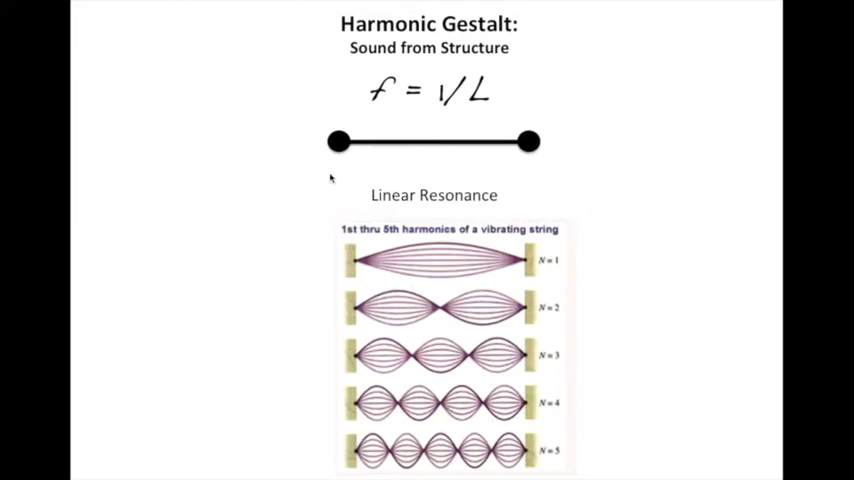 Harmonic Gestalt:
Sound from Structure
f = 1/L
Linear Resonance
1st thru 5th harmonics of a vibrating string
N = 1
N = 2
N = 3
N = 4
N = 5